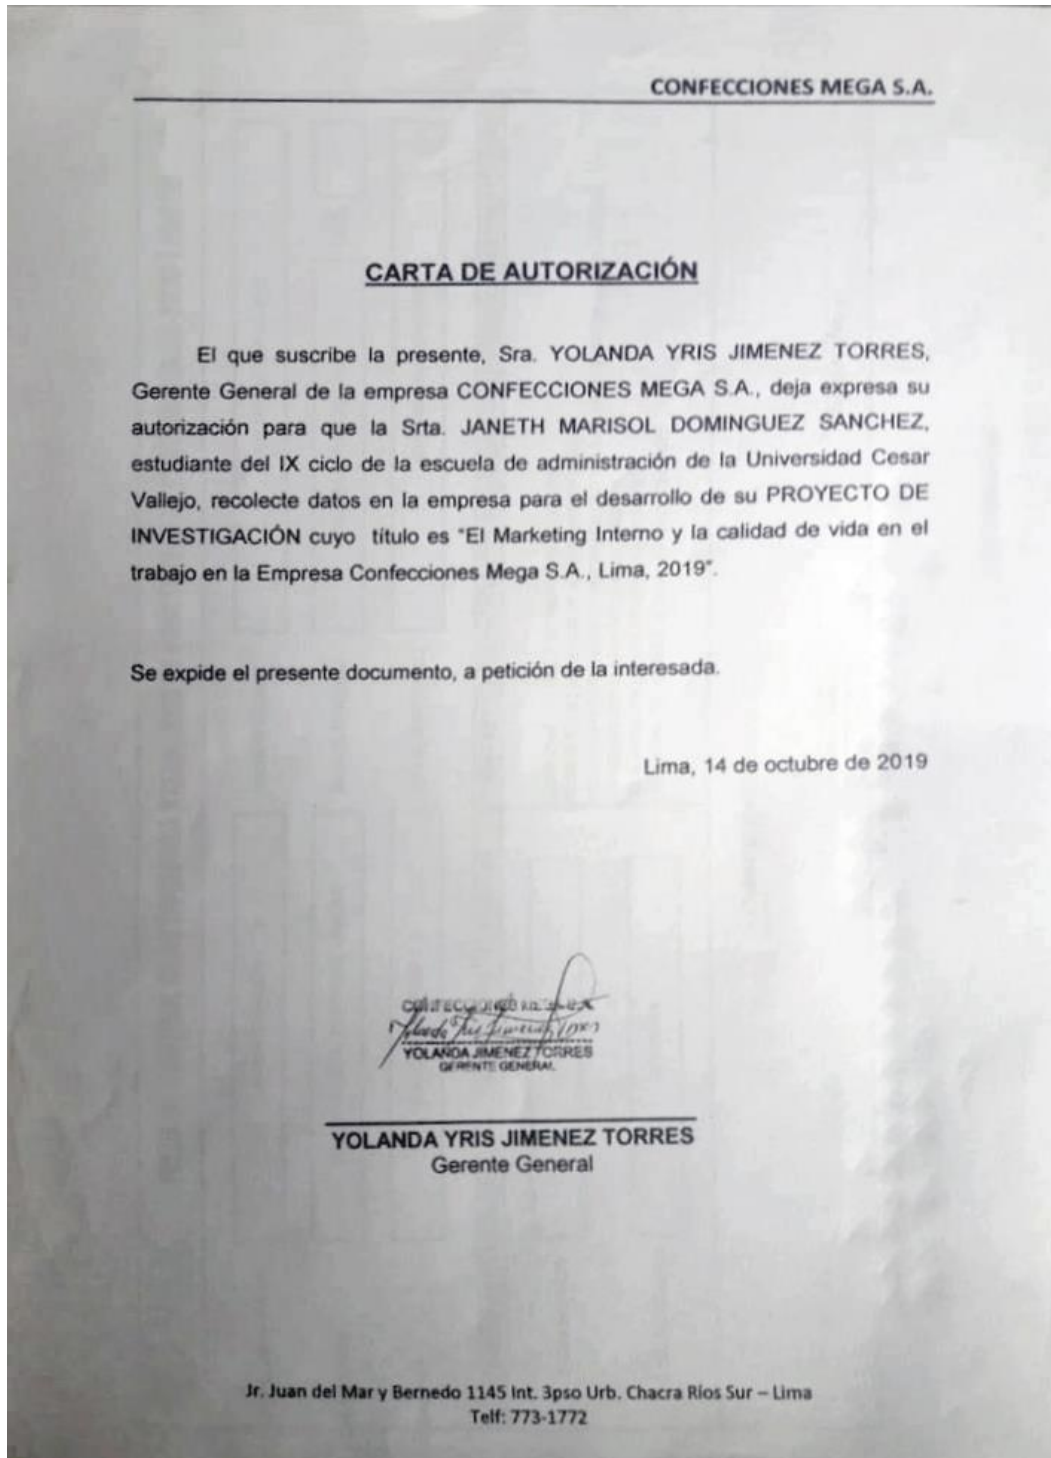 CONFECCIONES MEGA S.A.
CARTA DE AUTORIZACIÓN
El que suscribe la presente, Sra. YOLANDA YRIS JIMENEZ TORRES,
Gerente General de la empresa CONFECCIONES MEGA S.A., deja expresa su
autorización para que la Srta. JANETH MARISOL DOMINGUEZ SANCHEZ,
estudiante del IX ciclo de la escuela de administración de la Universidad Cesar
Vallejo, recolecte datos en la empresa para el desarrollo de su PROYECTO DE
INVESTIGACIÓN cuyo título es "El Marketing Interno y la calidad de vida en el
trabajo en la Empresa Confecciones Mega S.A., Lima, 2019".
Se expide el presente documento, a petición de la interesada.
Lima, 14 de octubre de 2019
Yolanda Yris Jimenez Torres
YOLANDA JIMENEZ TORRES
GERENTE GENERAL
YOLANDA YRIS JIMENEZ TORRES
Gerente General
Jr. Juan del Mar y Bernedo 1145 Int. 3pso Urb. Chacra Ríos Sur – Lima
Telf: 773-1772